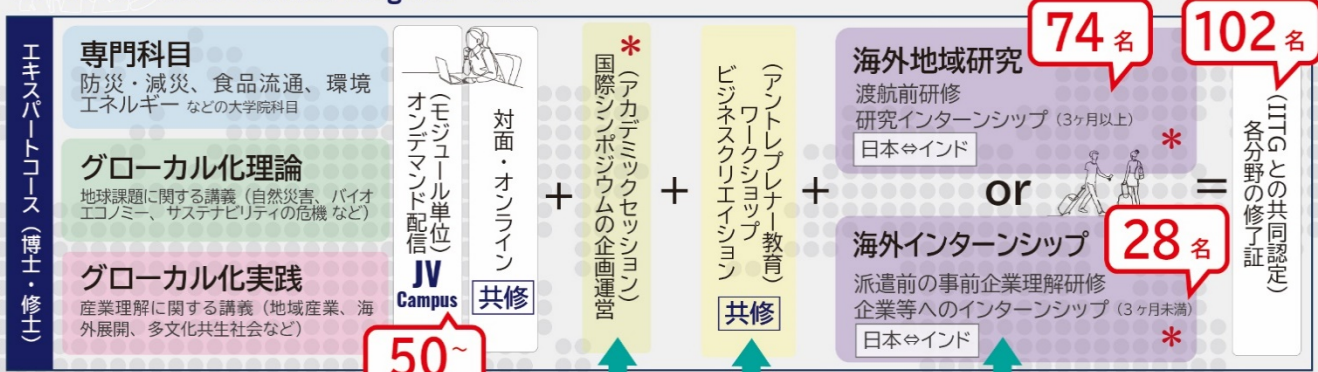 エキスパートコース（博士・修士）
専門科目
防災・減災、食品流通、環境
エネルギー などの大学院科目
グローカル化理論
地球課題に関する講義（自然災害、バイオ
エコノミー、サステナビリティの危機 など）
グローカル化実践
産業理解に関する講義（地域産業、海
外展開、多文化共生社会など）
（モジュール単位）
オンデマンド配信
JV
Campus
50~
対面・オンライン
共修
+
*
（アカデミックセッション）
国際シンポジウムの企画運営
+
（アントレプレナー教育）
ワークショップ
ビジネスクリエイション
共修
+
74 名
海外地域研究
渡航前研修
研究インターンシップ（3ヶ月以上）
日本⇔インド
*
or
28 名
海外インターンシップ
派遣前の事前企業理解研修
企業等へのインターンシップ（3ヶ月未満）
日本⇔インド
*
=
102 名
（IITGとの共同認定）
各分野の修了証